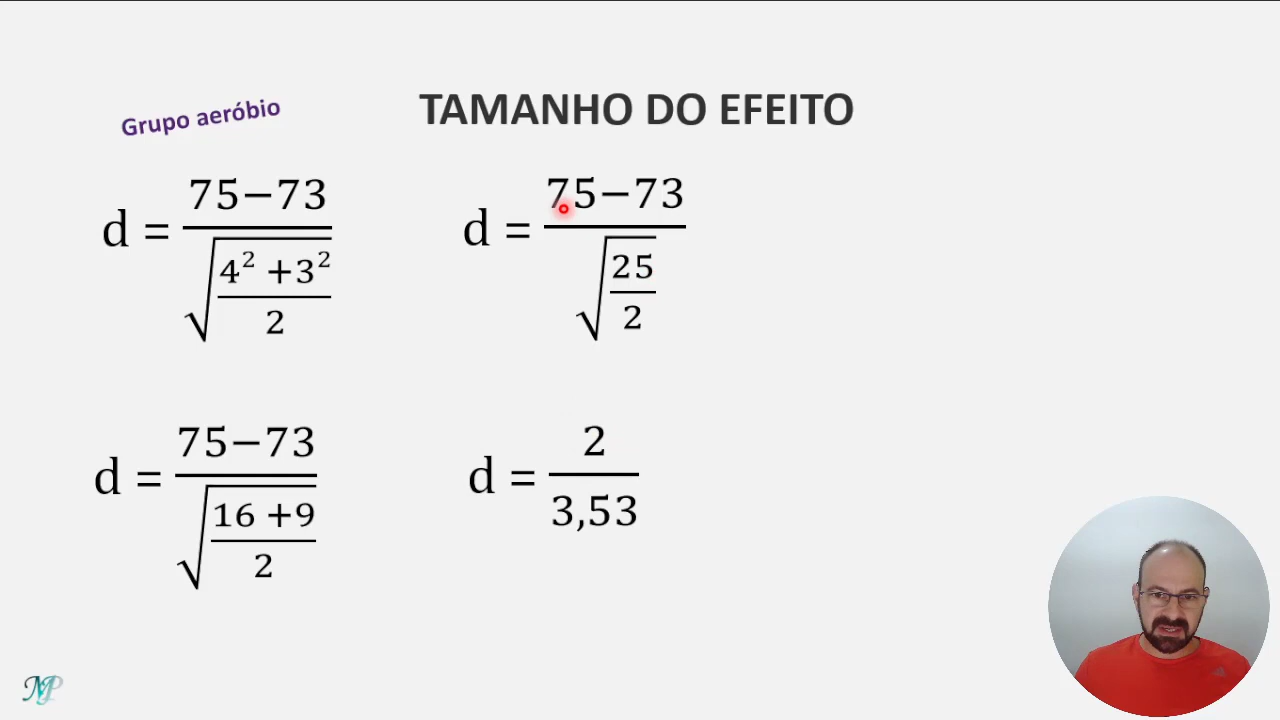 Grupo aeróbio
TAMANHO DO EFEITO
d = (75−73) / √((4² +3²)/2)
d = (75−73) / √(25/2)
d = (75−73) / √((16 +9)/2)
d = 2 / 3,53
MP